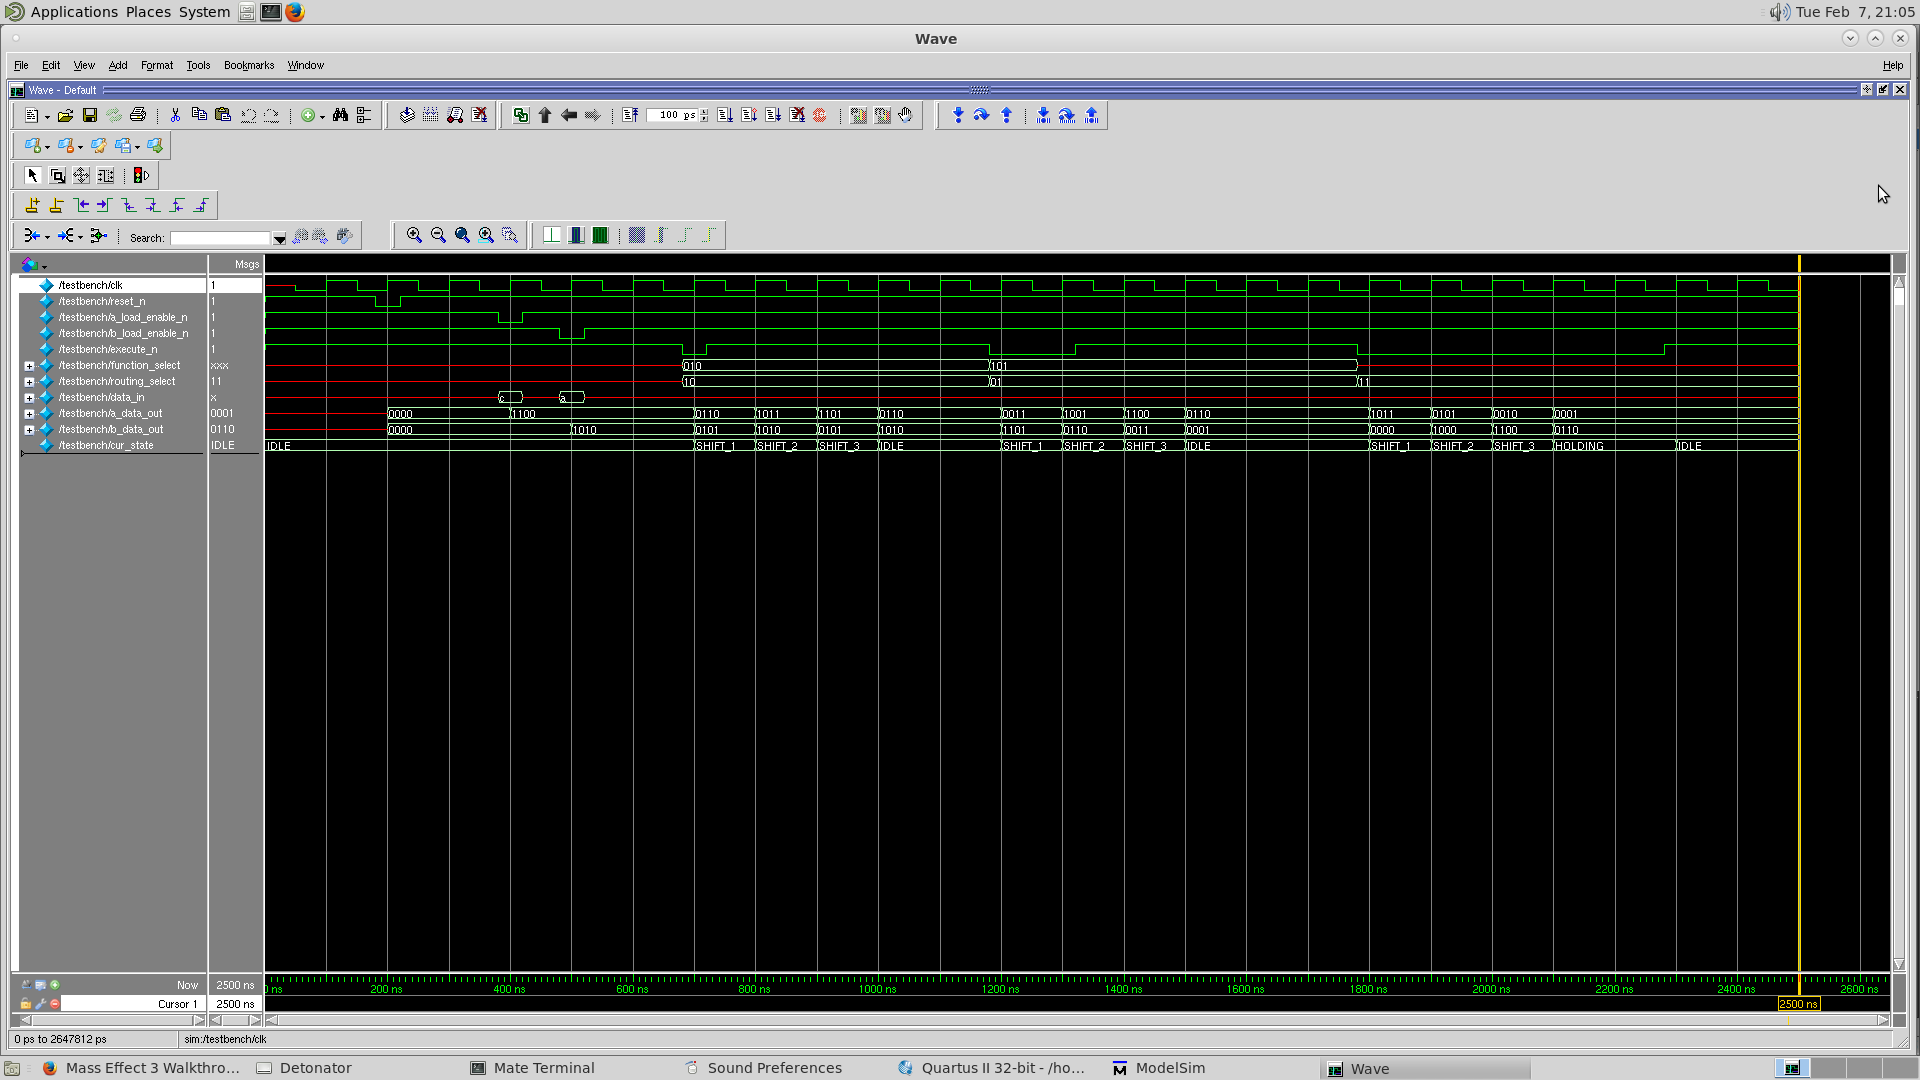 Applications Places System
Tue Feb 7, 21:05
Wave
File Edit View Add Format Tools Bookmarks Window
Help
Wave - Default
100 ps
Search:
Msgs
/testbench/clk 1
/testbench/reset_n 1
/testbench/a_load_enable_n 1
/testbench/b_load_enable_n 1
/testbench/execute_n 1
/testbench/function_select xxx 010 101
/testbench/routing_select 11 10 01 11
/testbench/data_in x c a
/testbench/a_data_out 0001 0000 1100 0110 1011 1101 0110 0011 1001 1100 0110 1011 0101 0010 0001
/testbench/b_data_out 0110 0000 1010 0101 1010 0101 1010 1101 0110 0011 0001 0000 1000 1100 0110
/testbench/cur_state IDLE IDLE SHIFT_1 SHIFT_2 SHIFT_3 IDLE SHIFT_1 SHIFT_2 SHIFT_3 IDLE SHIFT_1 SHIFT_2 SHIFT_3 HOLDING IDLE
Now 2500 ns
ns 200 ns 400 ns 600 ns 800 ns 1000 ns 1200 ns 1400 ns 1600 ns 1800 ns 2000 ns 2200 ns 2400 ns 2600 ns
Cursor 1 2500 ns
2500 ns
0 ps to 2647812 ps
sim:/testbench/clk
Mass Effect 3 Walkthro...
Detonator
Mate Terminal
Sound Preferences
Quartus II 32-bit - /ho...
ModelSim
Wave